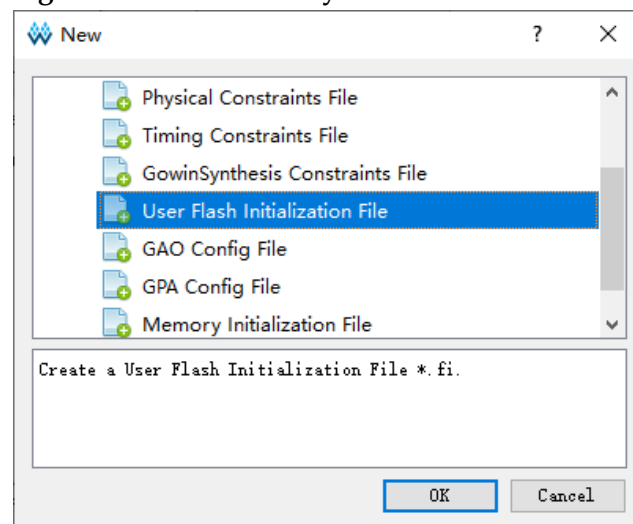 New
?
Physical Constraints File
Timing Constraints File
GowinSynthesis Constraints File
User Flash Initialization File
GAO Config File
GPA Config File
Memory Initialization File
Create a User Flash Initialization File *.fi.
OK Cancel